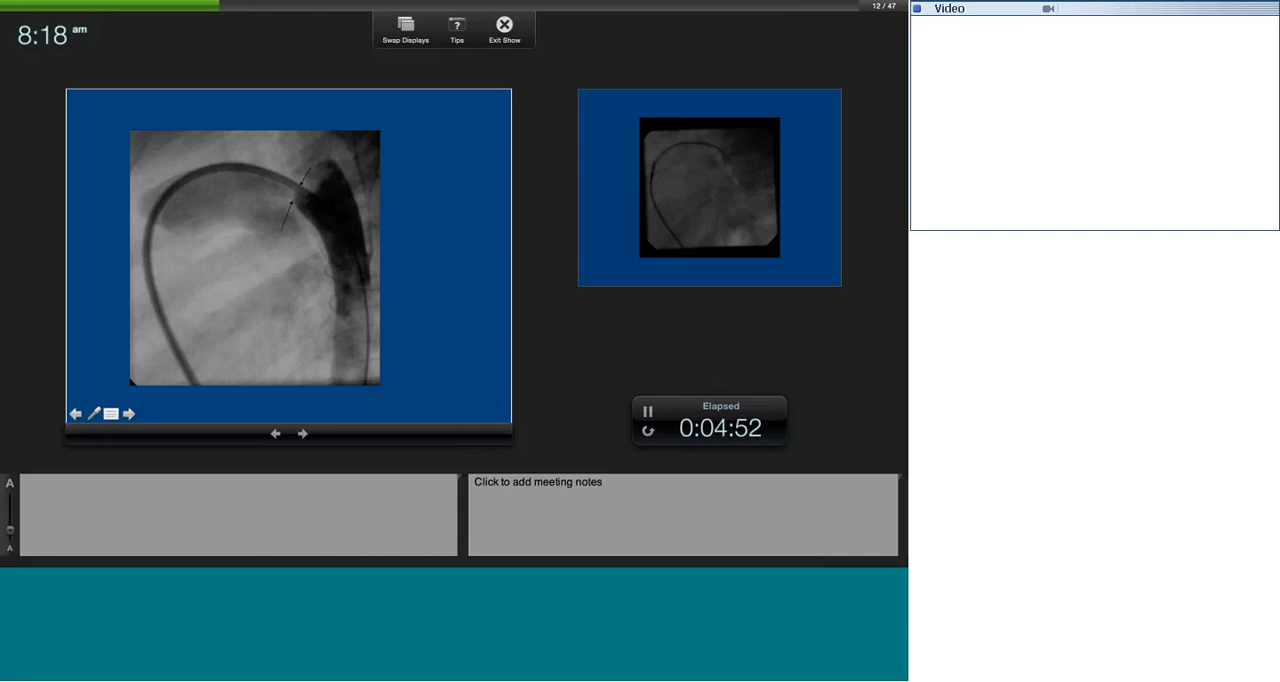 12 / 47
Video
8:18 am
Swap Displays
?
Tips
Exit Show
Elapsed
0:04:52
A
A
Click to add meeting notes